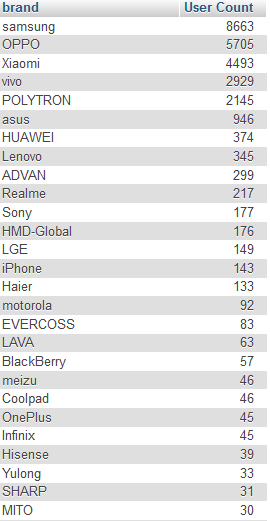 brand User Count
samsung 8663
OPPO 5705
Xiaomi 4493
vivo 2929
POLYTRON 2145
asus 946
HUAWEI 374
Lenovo 345
ADVAN 299
Realme 217
Sony 177
HMD-Global 176
LGE 149
iPhone 143
Haier 133
motorola 92
EVERCOSS 83
LAVA 63
BlackBerry 57
meizu 46
Coolpad 46
OnePlus 45
Infinix 45
Hisense 39
Yulong 33
SHARP 31
MITO 30